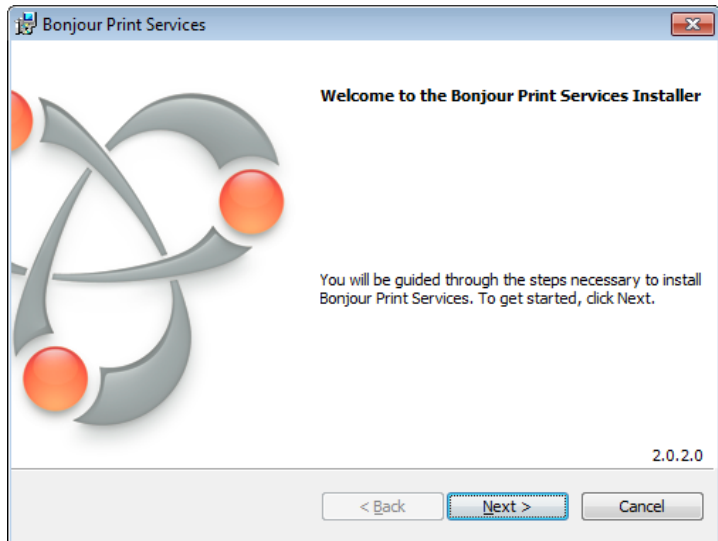 Bonjour Print Services
Welcome to the Bonjour Print Services Installer
You will be guided through the steps necessary to install
Bonjour Print Services. To get started, click Next.
2.0.2.0
< Back
Next >
Cancel